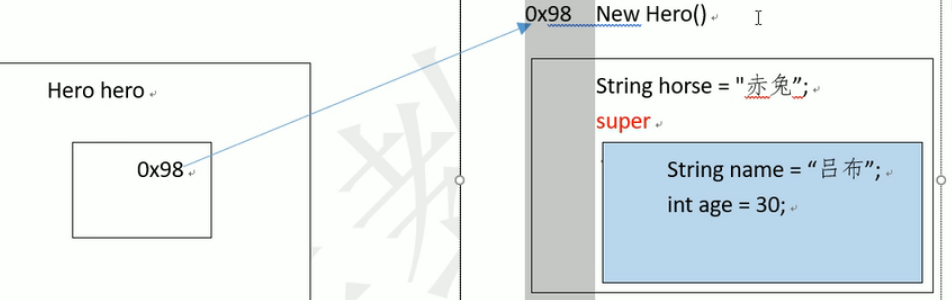 0x98 New Hero()
Hero hero
0x98
String horse = "赤兔”;
super
String name = “吕布”;
int age = 30;